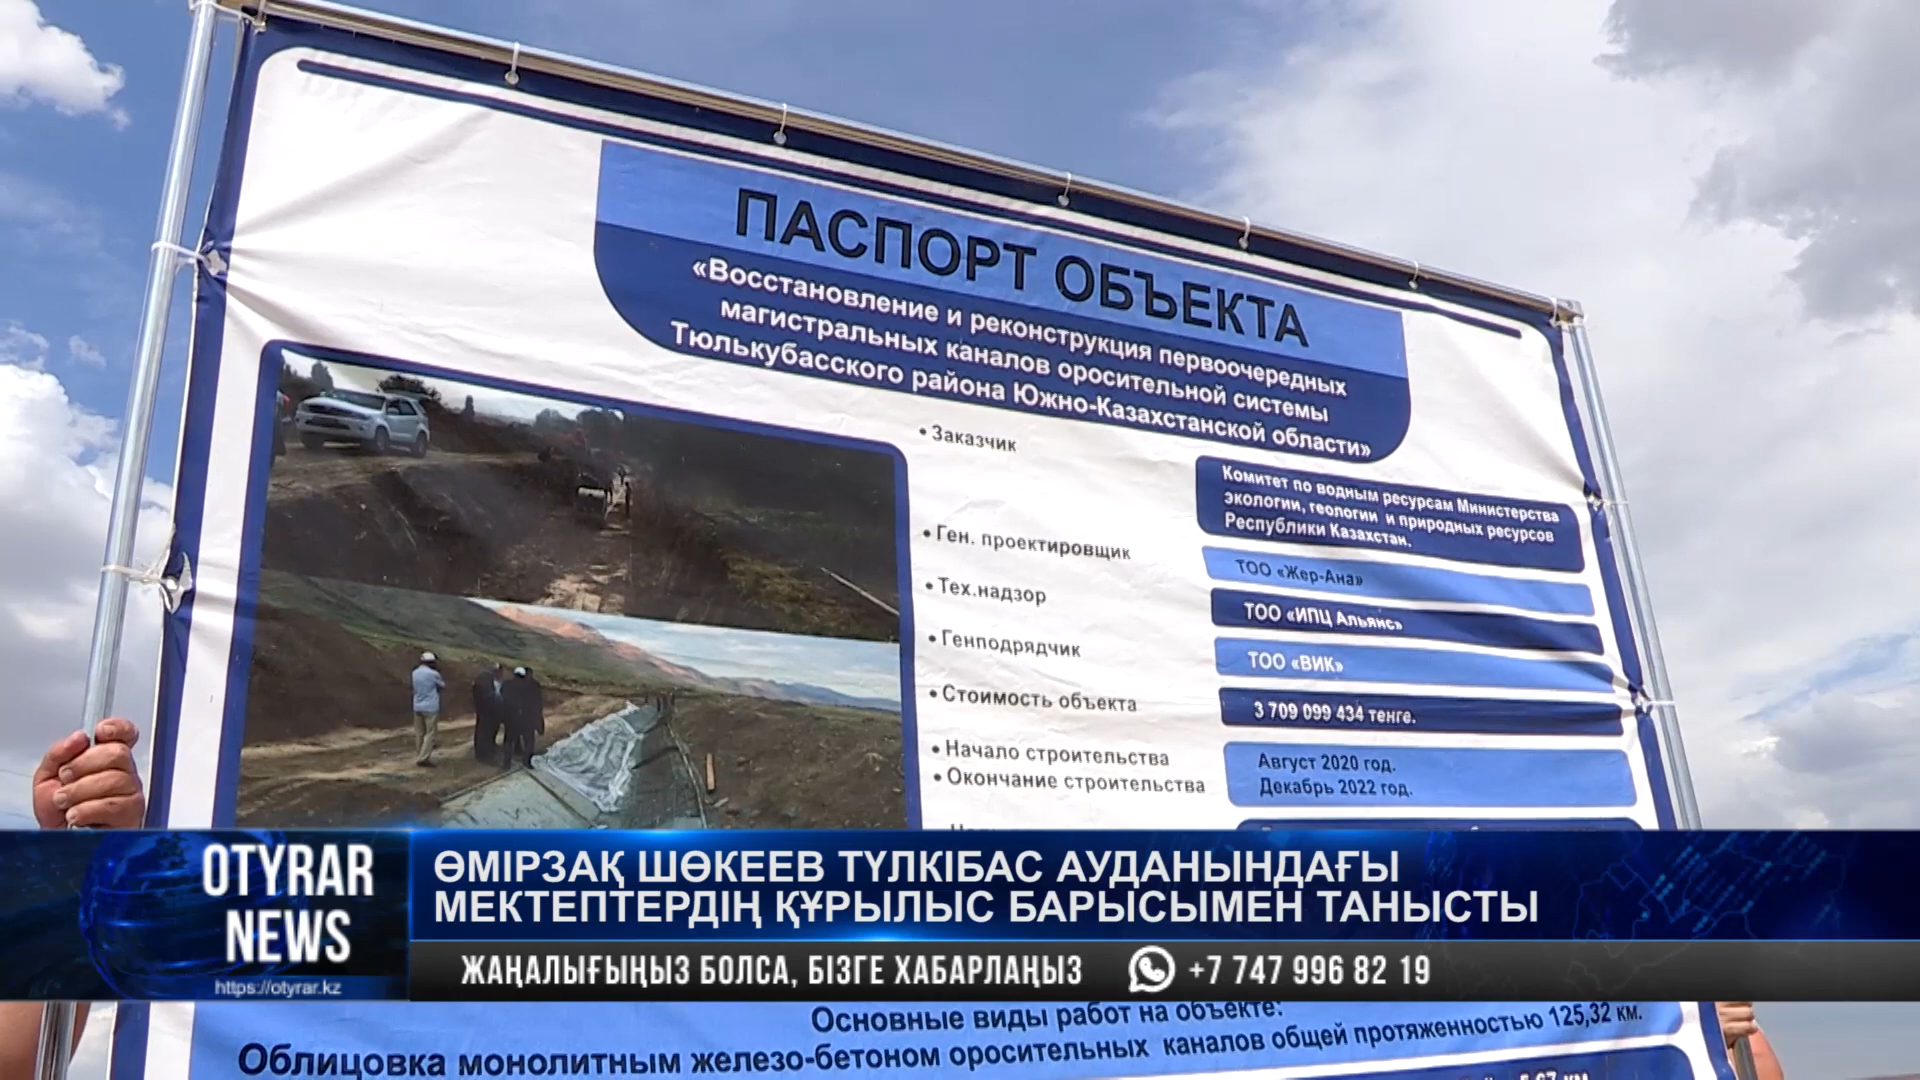 ПАСПОРТ ОБЪЕКТА
«Восстановление и реконструкция первоочередных
магистральных каналов оросительной системы
Тюлькубасского района Южно-Казахстанской области»
• Заказчик
Комитет по водным ресурсам Министерства
экологии, геологии и природных ресурсов
Республики Казахстан.
• Ген. проектировщик
ТОО «Жер-Ана»
• Тех.надзор
ТОО «ИПЦ Альянс»
• Генподрядчик
ТОО «ВИК»
• Стоимость объекта
3 709 099 434 тенге.
• Начало строительства
Август 2020 год.
• Окончание строительства
Декабрь 2022 год.
OTYRAR
NEWS
https://otyrar.kz
ӨМІРЗАҚ ШӨКЕЕВ ТҮЛКІБАС АУДАНЫНДАҒЫ
МЕКТЕПТЕРДІҢ ҚҰРЫЛЫС БАРЫСЫМЕН ТАНЫСТЫ
ЖАҢАЛЫҒЫҢЫЗ БОЛСА, БІЗГЕ ХАБАРЛАҢЫЗ +7 747 996 82 19
Основные виды работ на объекте:
Облицовка монолитным железо-бетоном оросительных каналов общей протяженностью 125,32 км.